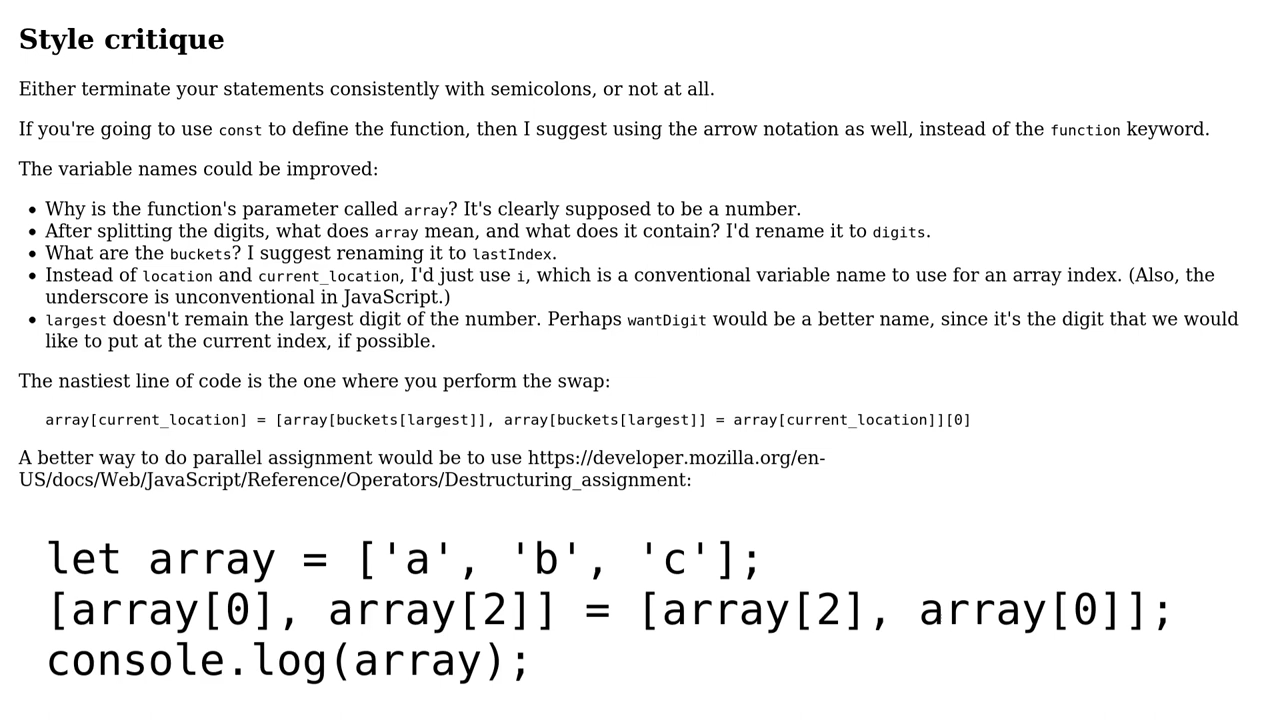 Style critique
Either terminate your statements consistently with semicolons, or not at all.
If you're going to use const to define the function, then I suggest using the arrow notation as well, instead of the function keyword.
The variable names could be improved:
• Why is the function's parameter called array? It's clearly supposed to be a number.
• After splitting the digits, what does array mean, and what does it contain? I'd rename it to digits.
• What are the buckets? I suggest renaming it to lastIndex.
• Instead of location and current_location, I'd just use i, which is a conventional variable name to use for an array index. (Also, the
underscore is unconventional in JavaScript.)
• largest doesn't remain the largest digit of the number. Perhaps wantDigit would be a better name, since it's the digit that we would
like to put at the current index, if possible.
The nastiest line of code is the one where you perform the swap:
array[current_location] = [array[buckets[largest]], array[buckets[largest]] = array[current_location]][0]
A better way to do parallel assignment would be to use https://developer.mozilla.org/en-
US/docs/Web/JavaScript/Reference/Operators/Destructuring_assignment:
let array = ['a', 'b', 'c'];
[array[0], array[2]] = [array[2], array[0]];
console.log(array);